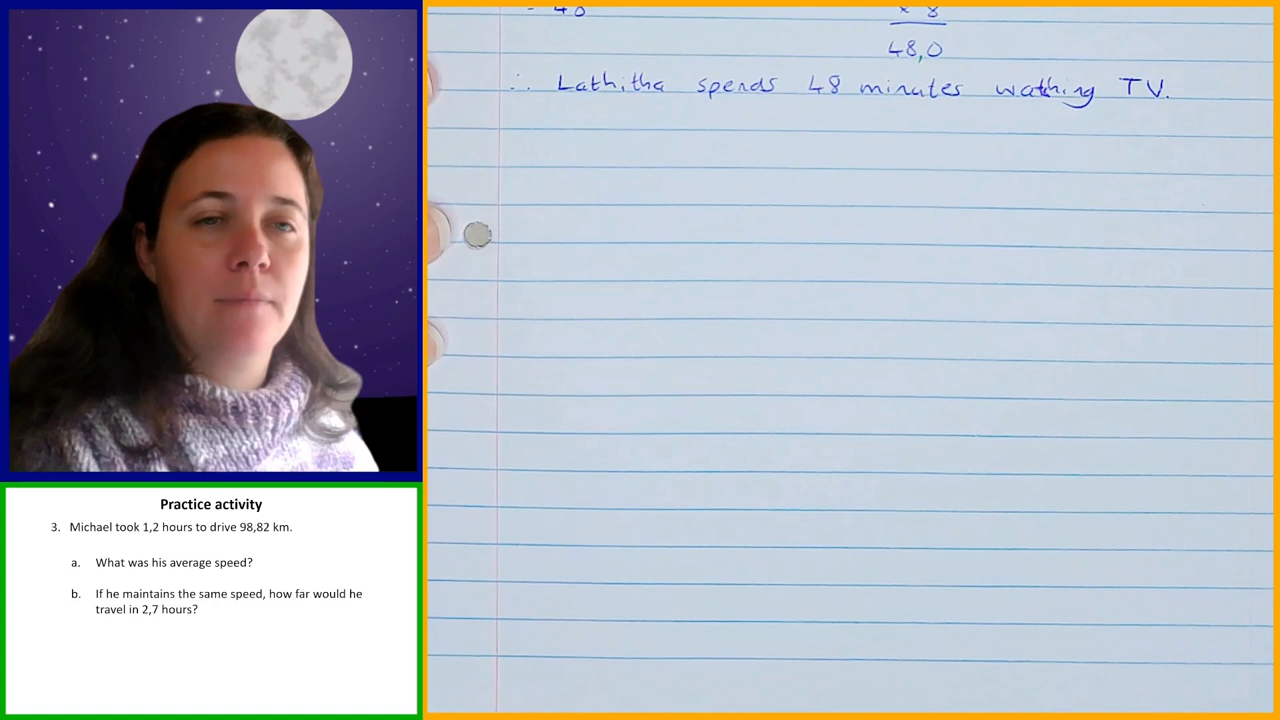 Practice activity
3. Michael took 1,2 hours to drive 98,82 km.
a. What was his average speed?
b. If he maintains the same speed, how far would he
travel in 2,7 hours?
48
× 8
48,0
∴ Lathitha spends 48 minutes watching TV.